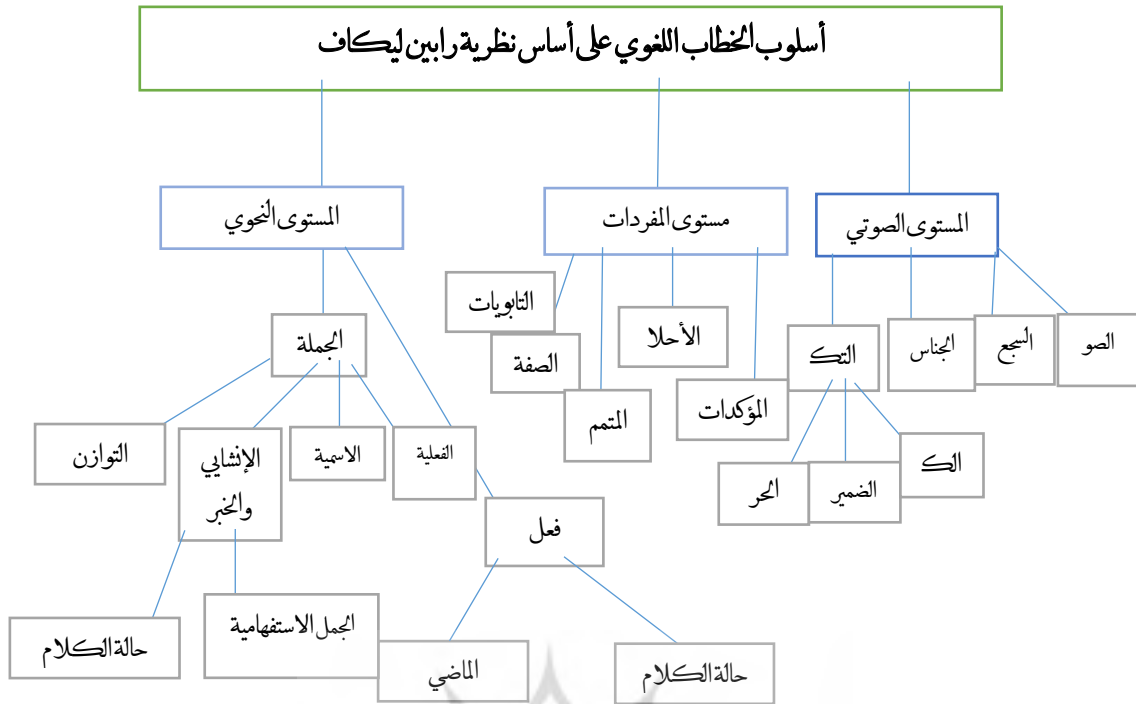 أسلوب الخطاب اللغوي على أساس نظرية رابين ليكاف
المستوى الصوتي
مستوى المفردات
المستوى النحوي
الصو
السجع
الجناس
التك
الأحلا
التابويات
الصفة
المتمم
المؤكدات
الجملة
الك
الضمير
الحر
الفعلية
الاسمية
الإنشايي
والخبر
التوازن
فعل
الجمل الاستفهامية
حالة الكلام
الماضي
حالة الكلام